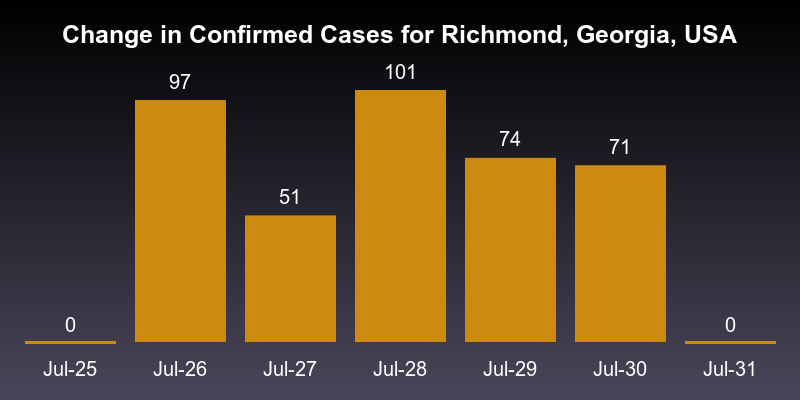 Change in Confirmed Cases for Richmond, Georgia, USA
0 97 51 101 74 71 0
Jul-25 Jul-26 Jul-27 Jul-28 Jul-29 Jul-30 Jul-31